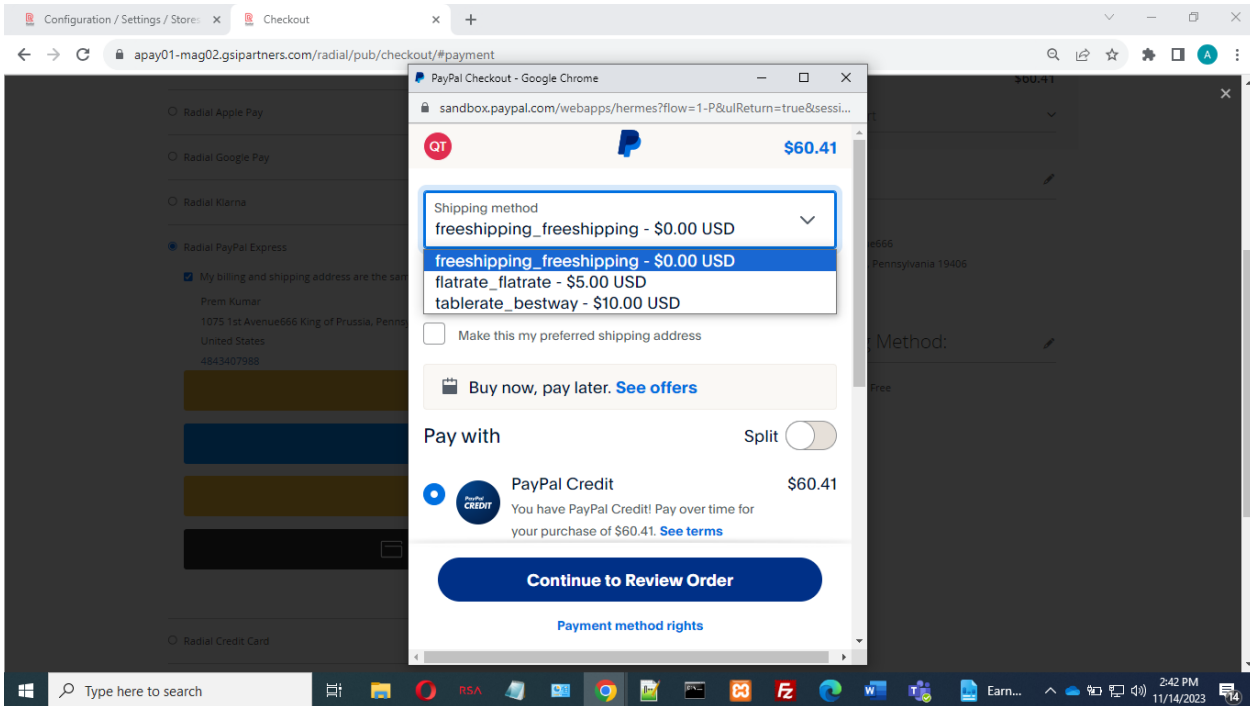 Configuration / Settings / Stores
Checkout
apay01-mag02.gsipartners.com/radial/pub/checkout/#payment
A
PayPal Checkout - Google Chrome
sandbox.paypal.com/webapps/hermes?flow=1-P&ulReturn=true&sessi...
$60.41
Radial Apple Pay
Radial Google Pay
Radial Klarna
Radial PayPal Express
My billing and shipping address are the sam
Prem Kumar
1075 1st Avenue666 King of Prussia, Pennsy
United States
4843407988
Radial Credit Card
QT
$60.41
Shipping method
freeshipping_freeshipping - $0.00 USD
freeshipping_freeshipping - $0.00 USD
flatrate_flatrate - $5.00 USD
tablerate_bestway - $10.00 USD
Make this my preferred shipping address
Buy now, pay later. See offers
Pay with
Split
PayPal
CREDIT
PayPal Credit
$60.41
You have PayPal Credit! Pay over time for
your purchase of $60.41. See terms
Continue to Review Order
Payment method rights
e666
, Pennsylvania 19406
Method:
Free
Type here to search
RSA
Earn...
2:42 PM
11/14/2023
14